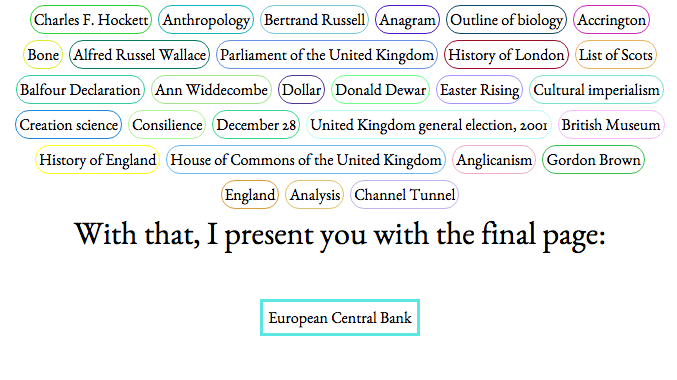 Charles F. Hockett Anthropology Bertrand Russell Anagram Outline of biology Accrington
Bone Alfred Russel Wallace Parliament of the United Kingdom History of London List of Scots
Balfour Declaration Ann Widdecombe Dollar Donald Dewar Easter Rising Cultural imperialism
Creation science Consilience December 28 United Kingdom general election, 2001 British Museum
History of England House of Commons of the United Kingdom Anglicanism Gordon Brown
England Analysis Channel Tunnel
With that, I present you with the final page:
European Central Bank